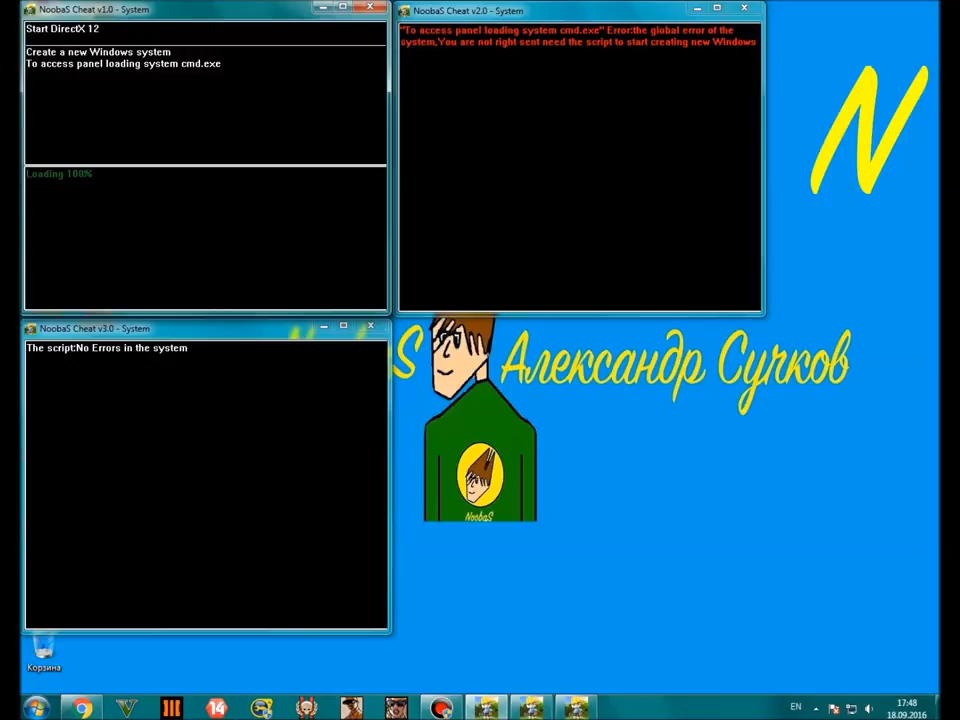 NoobaS Cheat v1.0 - System
Start DirectX 12
Create a new Windows system
To access panel loading system cmd.exe
Loading 100%
NoobaS Cheat v2.0 - System
"To access panel loading system cmd.exe" Error:the global error of the
system,You are not right sent need the script to start creating new Windows
N
NoobaS Cheat v3.0 - System
The script:No Errors in the system
S Александр Сучков
NoobaS
Корзина
III
14
EN
17:48
18.09.2016